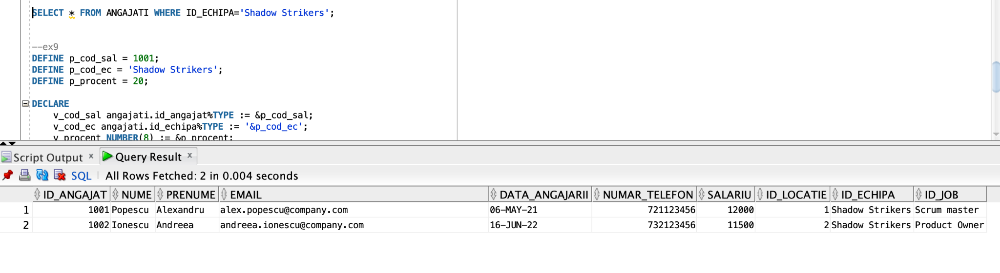 SELECT * FROM ANGAJATI WHERE ID_ECHIPA='Shadow Strikers';
--ex9
DEFINE p_cod_sal = 1001;
DEFINE p_cod_ec = 'Shadow Strikers';
DEFINE p_procent = 20;
DECLARE
v_cod_sal angajati.id_angajat%TYPE := &p_cod_sal;
v_cod_ec angajati.id_echipa%TYPE := '&p_cod_ec';
v_procent NUMBER(8) := &p_procent;
Script Output x Query Result x
SQL All Rows Fetched: 2 in 0.004 seconds
ID_ANGAJAT NUME PRENUME EMAIL DATA_ANGAJARII NUMAR_TELEFON SALARIU ID_LOCATIE ID_ECHIPA ID_JOB
1 1001 Popescu Alexandru alex.popescu@company.com 06-MAY-21 721123456 12000 1 Shadow Strikers Scrum master
2 1002 Ionescu Andreea andreea.ionescu@company.com 16-JUN-22 732123456 11500 2 Shadow Strikers Product Owner